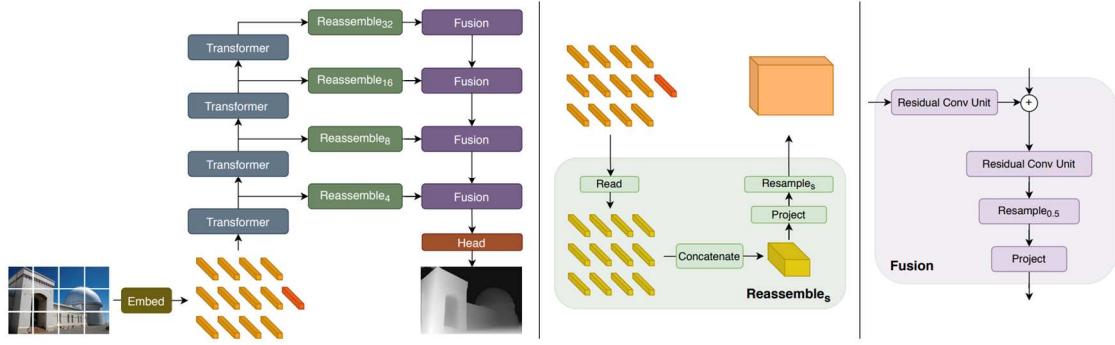 Reassemble₃₂
Fusion
Transformer
Reassemble₁₆
Fusion
Transformer
Reassemble₈
Fusion
Transformer
Reassemble₄
Fusion
Transformer
Head
Embed
Read
Concatenate
Project
Resampleₛ
Reassembleₛ
Residual Conv Unit
+
Residual Conv Unit
Resample₀.₅
Project
Fusion